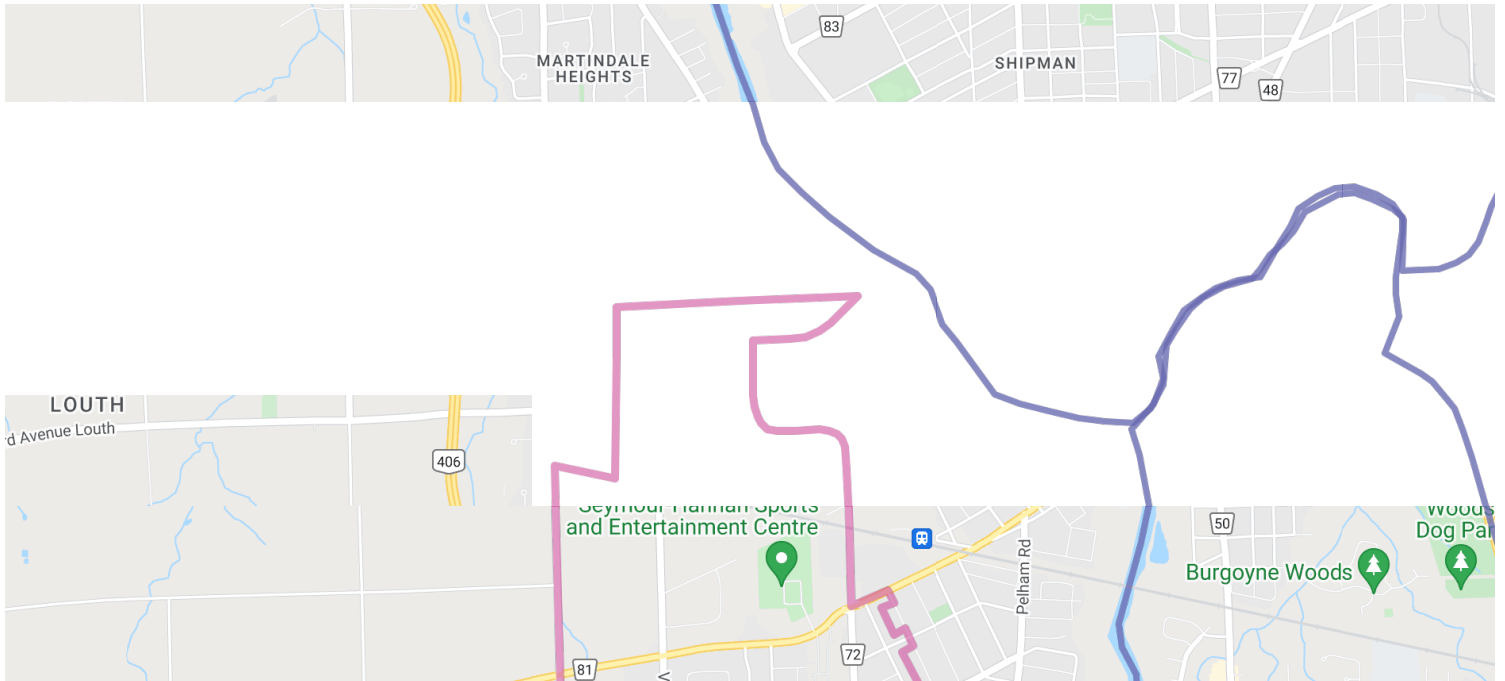 83
MARTINDALE
HEIGHTS
SHIPMAN
77
48
LOUTH
rd Avenue Louth
406
Seymour Hannah Sports
and Entertainment Centre
50
Woods
Dog Par
Burgoyne Woods
Pelham Rd
72
81